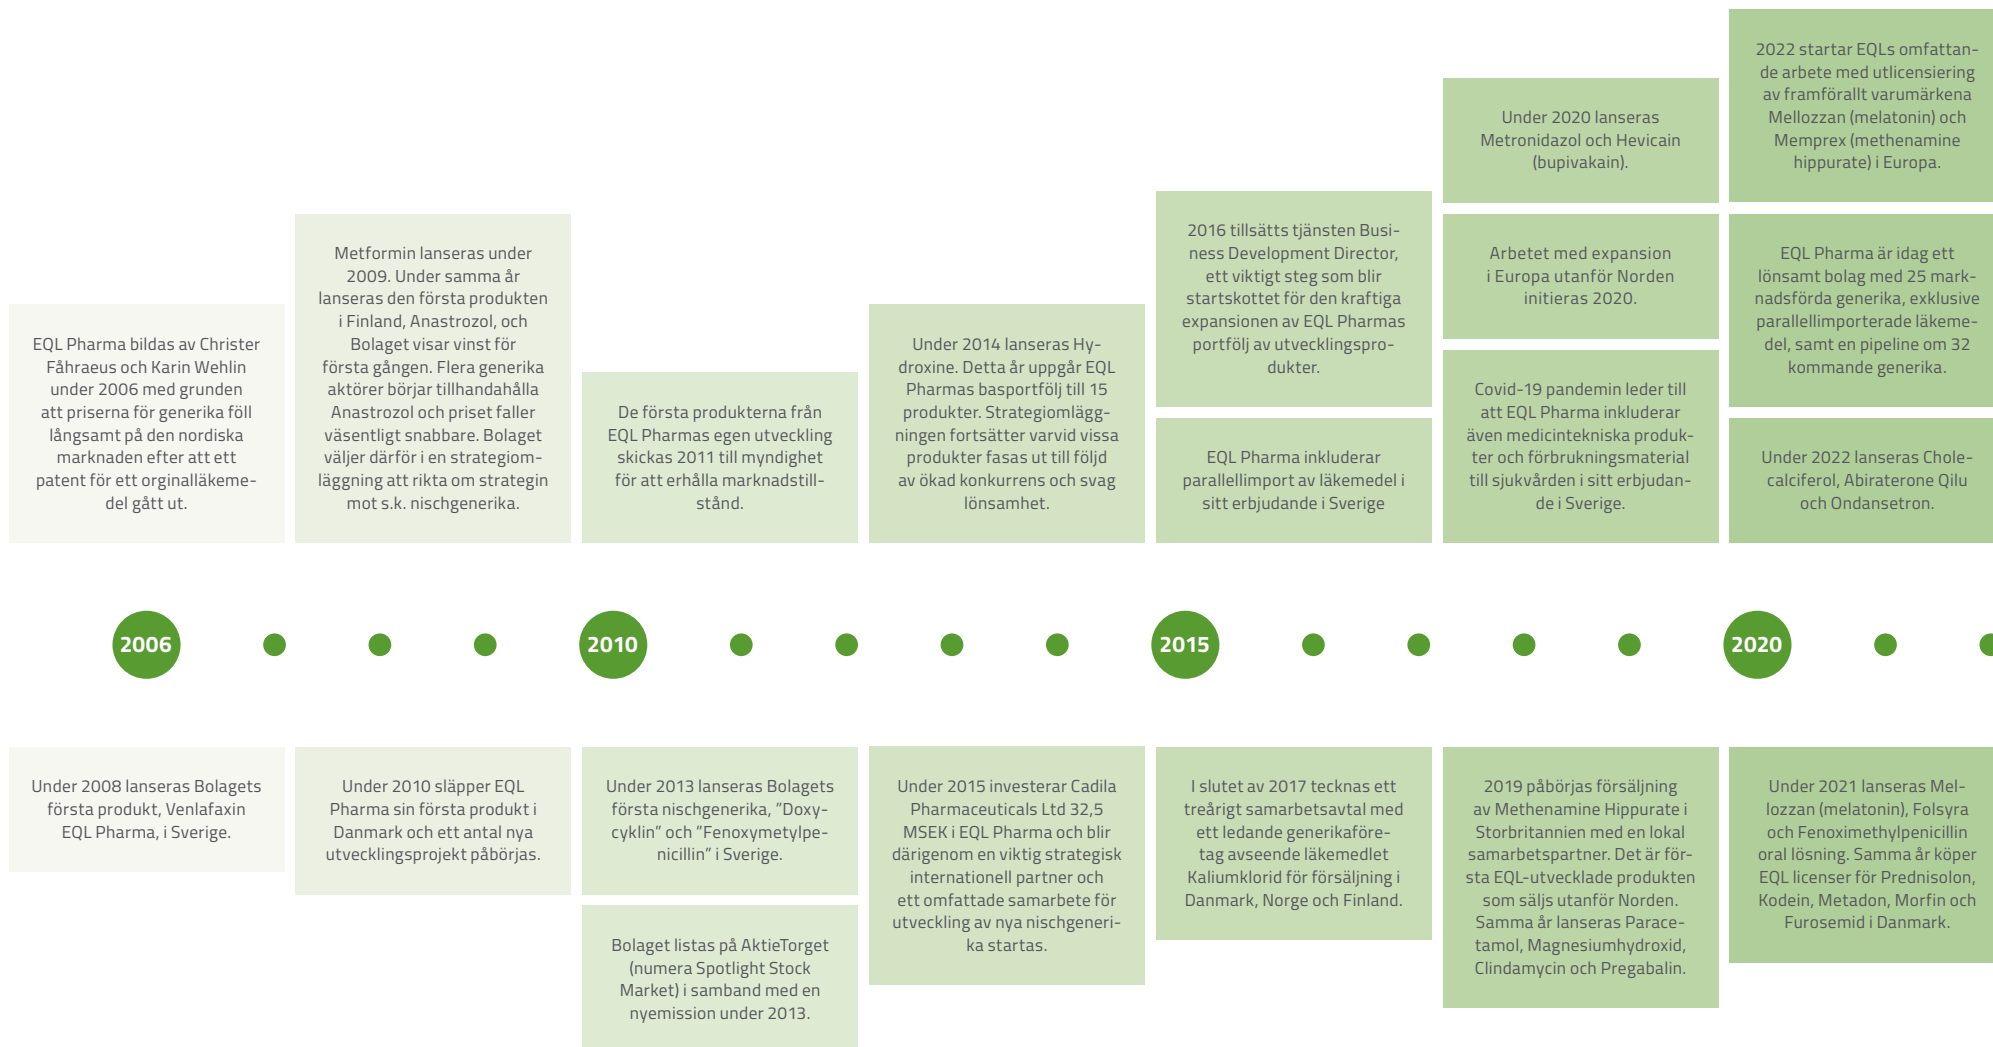 EQL Pharma bildas av Christer
Fåhraeus och Karin Wehlin
under 2006 med grunden
att priserna för generika föll
långsamt på den nordiska
marknaden efter att ett
patent för ett orginalläkeme-
del gått ut.
Metformin lanseras under
2009. Under samma år
lanseras den första produkten
i Finland, Anastrozol, och
Bolaget visar vinst för
första gången. Flera generika
aktörer börjar tillhandahålla
Anastrozol och priset faller
väsentligt snabbare. Bolaget
väljer därför i en strategiom-
läggning att rikta om strategin
mot s.k. nischgenerika.
De första produkterna från
EQL Pharmas egen utveckling
skickas 2011 till myndighet
för att erhålla marknadstill-
stånd.
Under 2014 lanseras Hy-
droxine. Detta år uppgår EQL
Pharmas basportfölj till 15
produkter. Strategiomlägg-
ningen fortsätter varvid vissa
produkter fasas ut till följd
av ökad konkurrens och svag
lönsamhet.
2016 tillsätts tjänsten Busi-
ness Development Director,
ett viktigt steg som blir
startskottet för den kraftiga
expansionen av EQL Pharmas
portfölj av utvecklingspro-
dukter.
EQL Pharma inkluderar
parallellimport av läkemedel i
sitt erbjudande i Sverige
Under 2020 lanseras
Metronidazol och Hevicain
(bupivakain).
Arbetet med expansion
i Europa utanför Norden
initieras 2020.
Covid-19 pandemin leder till
att EQL Pharma inkluderar
även medicintekniska produk-
ter och förbrukningsmaterial
till sjukvården i sitt erbjudan-
de i Sverige.
2022 startar EQLs omfattan-
de arbete med utlicensiering
av framförallt varumärkena
Mellozzan (melatonin) och
Memprex (methenamine
hippurate) i Europa.
EQL Pharma är idag ett
lönsamt bolag med 25 mark-
nadsförda generika, exklusive
parallellimporterade läkeme-
del, samt en pipeline om 32
kommande generika.
Under 2022 lanseras Chole-
calciferol, Abiraterone Qilu
och Ondansetron.
2006
2010
2015
2020
Under 2008 lanseras Bolagets
första produkt, Venlafaxin
EQL Pharma, i Sverige.
Under 2010 släpper EQL
Pharma sin första produkt i
Danmark och ett antal nya
utvecklingsprojekt påbörjas.
Under 2013 lanseras Bolagets
första nischgenerika, ”Doxy-
cyklin” och ”Fenoxymetylpe-
nicillin” i Sverige.
Bolaget listas på AktieTorget
(numera Spotlight Stock
Market) i samband med en
nyemission under 2013.
Under 2015 investerar Cadila
Pharmaceuticals Ltd 32,5
MSEK i EQL Pharma och blir
därigenom en viktig strategisk
internationell partner och
ett omfattade samarbete för
utveckling av nya nischgeneri-
ka startas.
I slutet av 2017 tecknas ett
treårigt samarbetsavtal med
ett ledande generikaföre-
tag avseende läkemedlet
Kaliumklorid för försäljning i
Danmark, Norge och Finland.
2019 påbörjas försäljning
av Methenamine Hippurate i
Storbritannien med en lokal
samarbetspartner. Det är för-
sta EQL-utvecklade produkten
som säljs utanför Norden.
Samma år lanseras Parace-
tamol, Magnesiumhydroxid,
Clindamycin och Pregabalin.
Under 2021 lanseras Mel-
lozzan (melatonin), Folsyra
och Fenoximethylpenicillin
oral lösning. Samma år köper
EQL licenser för Prednisolon,
Kodein, Metadon, Morfin och
Furosemid i Danmark.